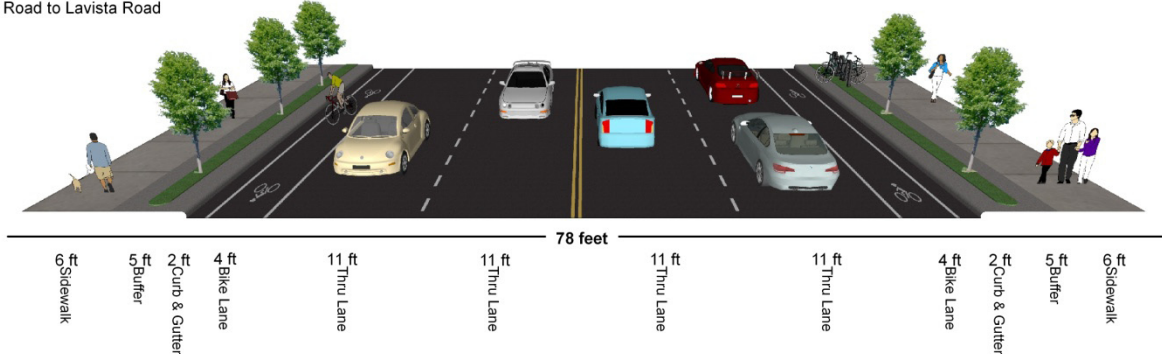 Road to Lavista Road
78 feet
6 ft Sidewalk
5 ft Buffer
2 ft Curb & Gutter
4 ft Bike Lane
11 ft Thru Lane
11 ft Thru Lane
11 ft Thru Lane
11 ft Thru Lane
4 ft Bike Lane
2 ft Curb & Gutter
5 ft Buffer
6 ft Sidewalk